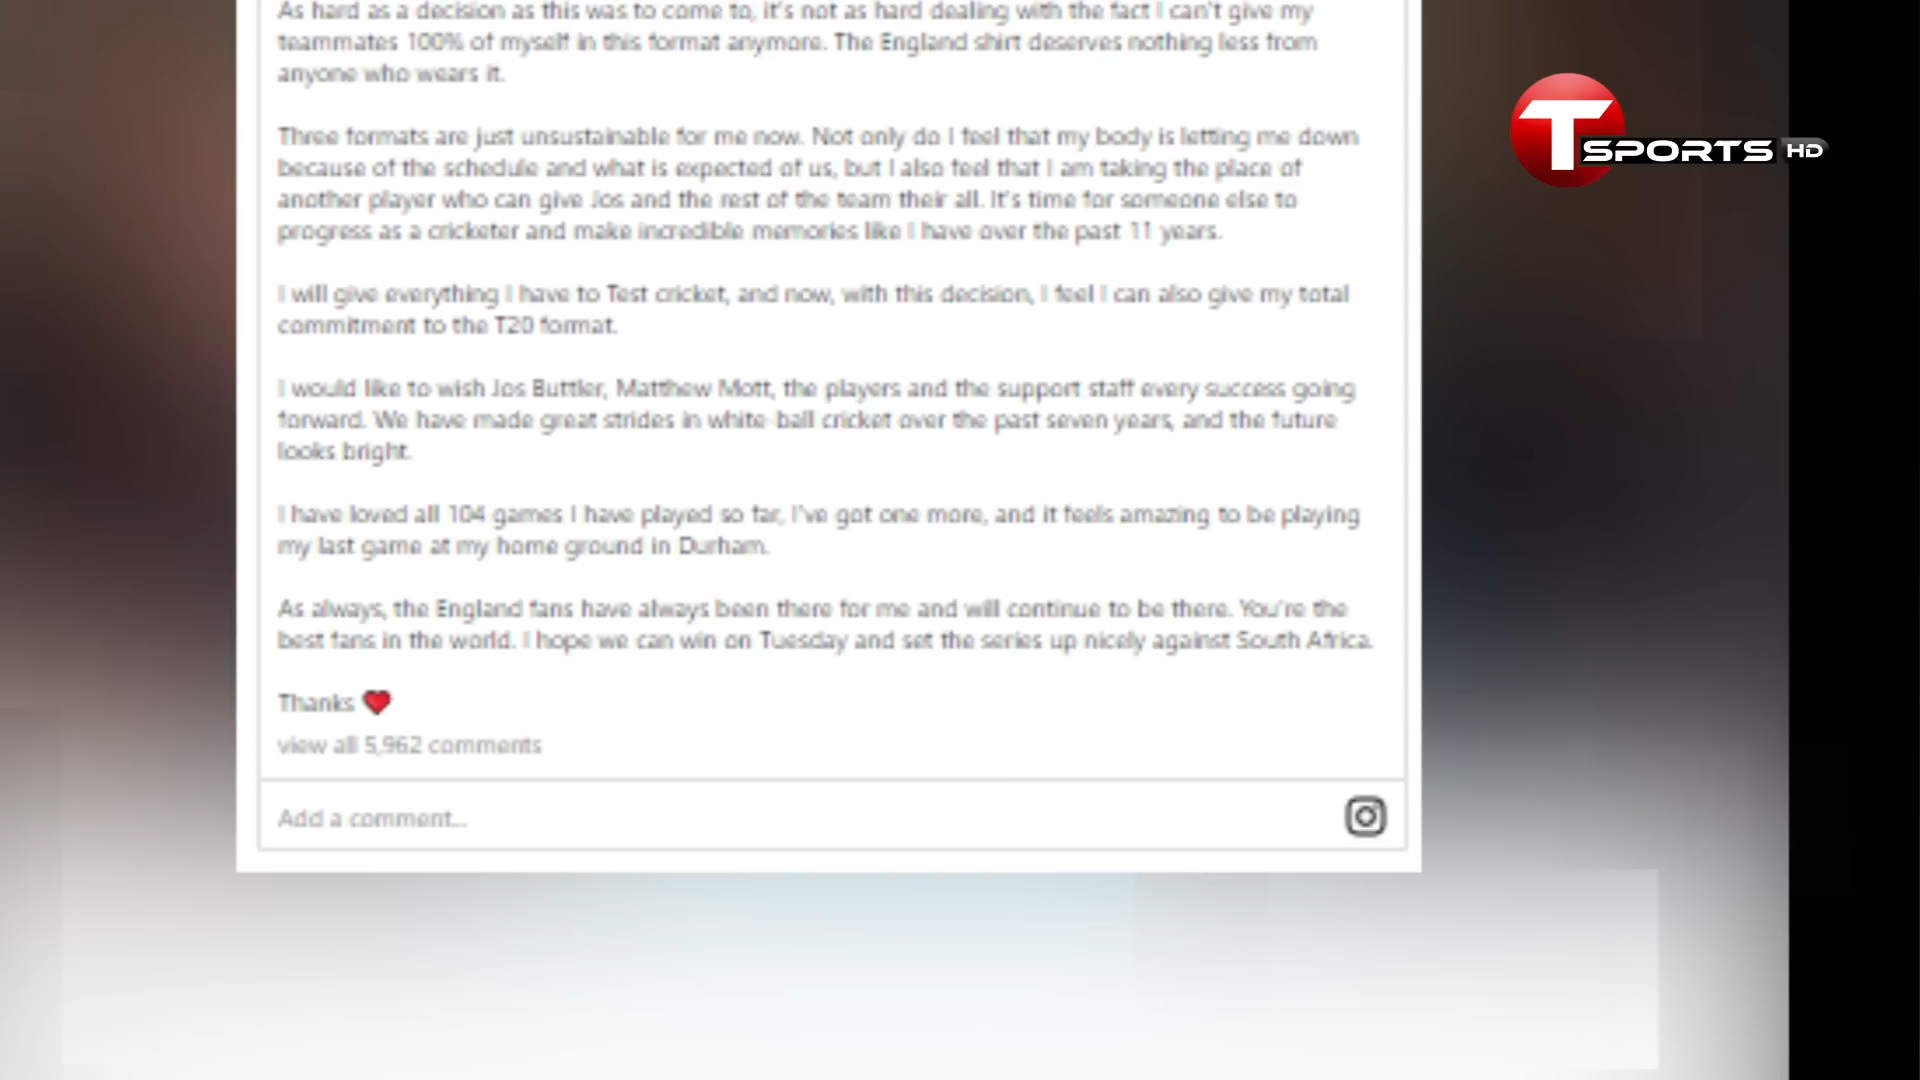 As hard as a decision as this was to come to, it's not as hard dealing with the fact I can't give my
teammates 100% of myself in this format anymore. The England shirt deserves nothing less from
anyone who wears it.
Three formats are just unsustainable for me now. Not only do I feel that my body is letting me down
because of the schedule and what is expected of us, but I also feel that I am taking the place of
another player who can give Jos and the rest of the team their all. It's time for someone else to
progress as a cricketer and make incredible memories like I have over the past 11 years.
I will give everything I have to Test cricket, and now, with this decision, I feel I can also give my total
commitment to the T20 format.
I would like to wish Jos Buttler, Matthew Mott, the players and the support staff every success going
forward. We have made great strides in white-ball cricket over the past seven years, and the future
looks bright.
I have loved all 104 games I have played so far, I've got one more, and it feels amazing to be playing
my last game at my home ground in Durham.
As always, the England fans have always been there for me and will continue to be there. You're the
best fans in the world. I hope we can win on Tuesday and set the series up nicely against South Africa.
Thanks ❤️
view all 5,962 comments
Add a comment...
T SPORTS HD